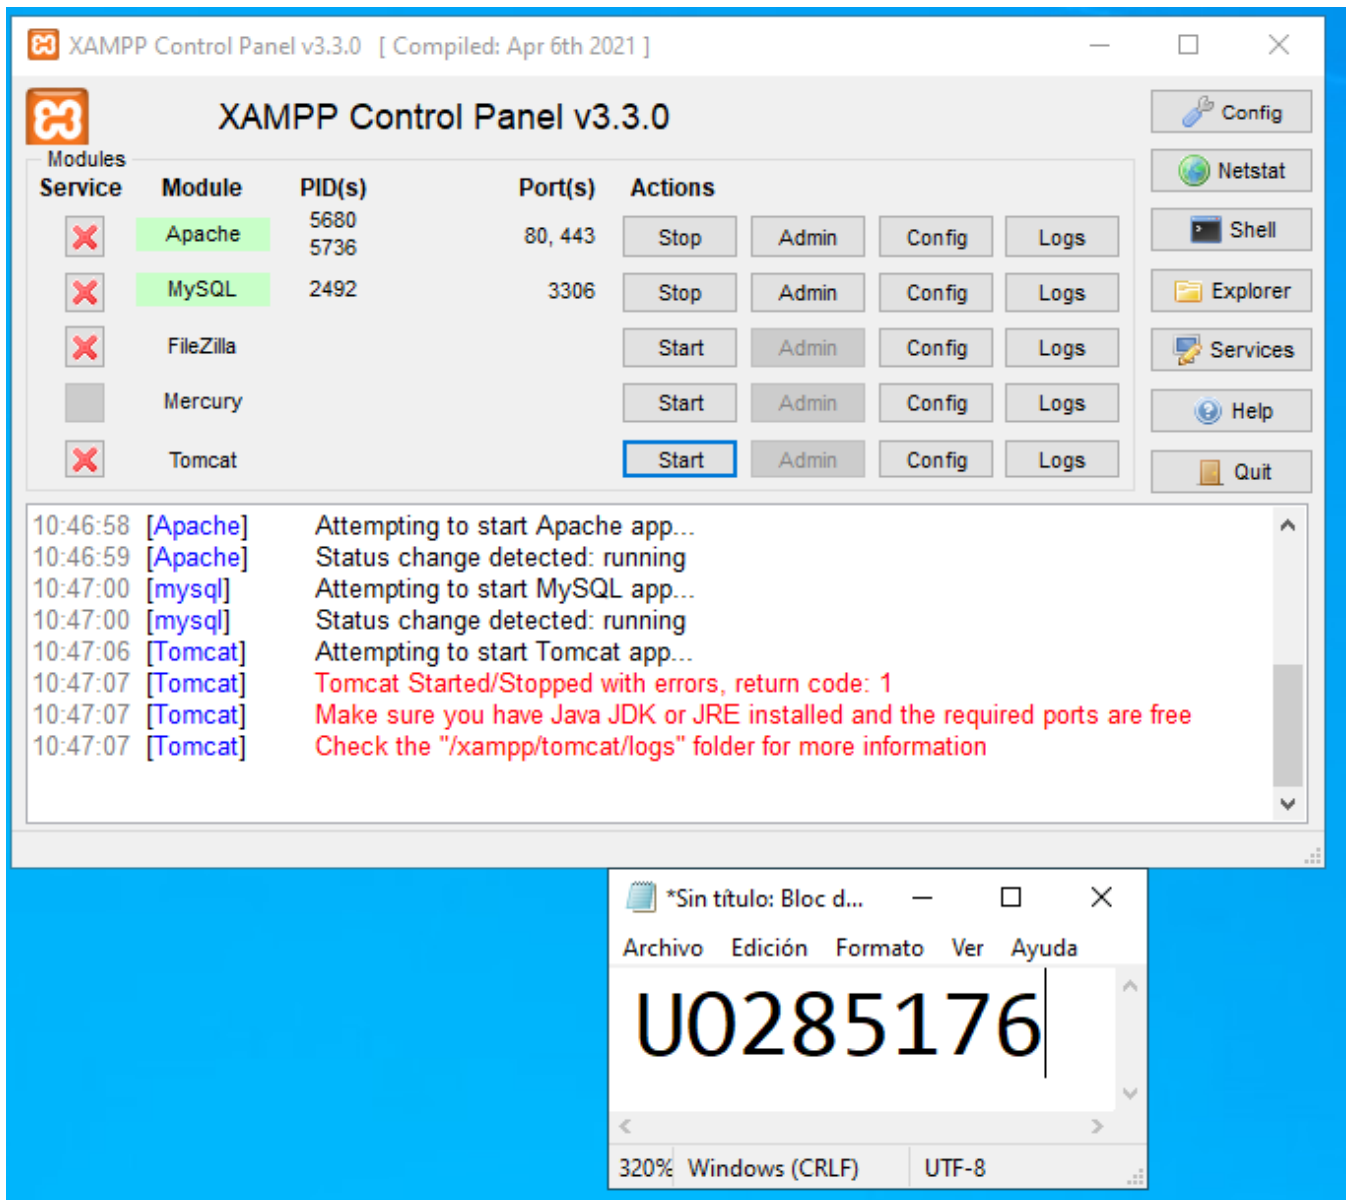 XAMPP Control Panel v3.3.0 [ Compiled: Apr 6th 2021 ]
XAMPP Control Panel v3.3.0
Config
Modules
Netstat
Service Module PID(s) Port(s) Actions
Apache 5680 5736 80, 443 Stop Admin Config Logs
Shell
MySQL 2492 3306 Stop Admin Config Logs
Explorer
FileZilla Start Admin Config Logs
Services
Mercury Start Admin Config Logs
Help
Tomcat Start Admin Config Logs
Quit
10:46:58 [Apache] Attempting to start Apache app...
10:46:59 [Apache] Status change detected: running
10:47:00 [mysql] Attempting to start MySQL app...
10:47:00 [mysql] Status change detected: running
10:47:06 [Tomcat] Attempting to start Tomcat app...
10:47:07 [Tomcat] Tomcat Started/Stopped with errors, return code: 1
10:47:07 [Tomcat] Make sure you have Java JDK or JRE installed and the required ports are free
10:47:07 [Tomcat] Check the "/xampp/tomcat/logs" folder for more information
*Sin título: Bloc d...
Archivo Edición Formato Ver Ayuda
UO285176
320% Windows (CRLF) UTF-8